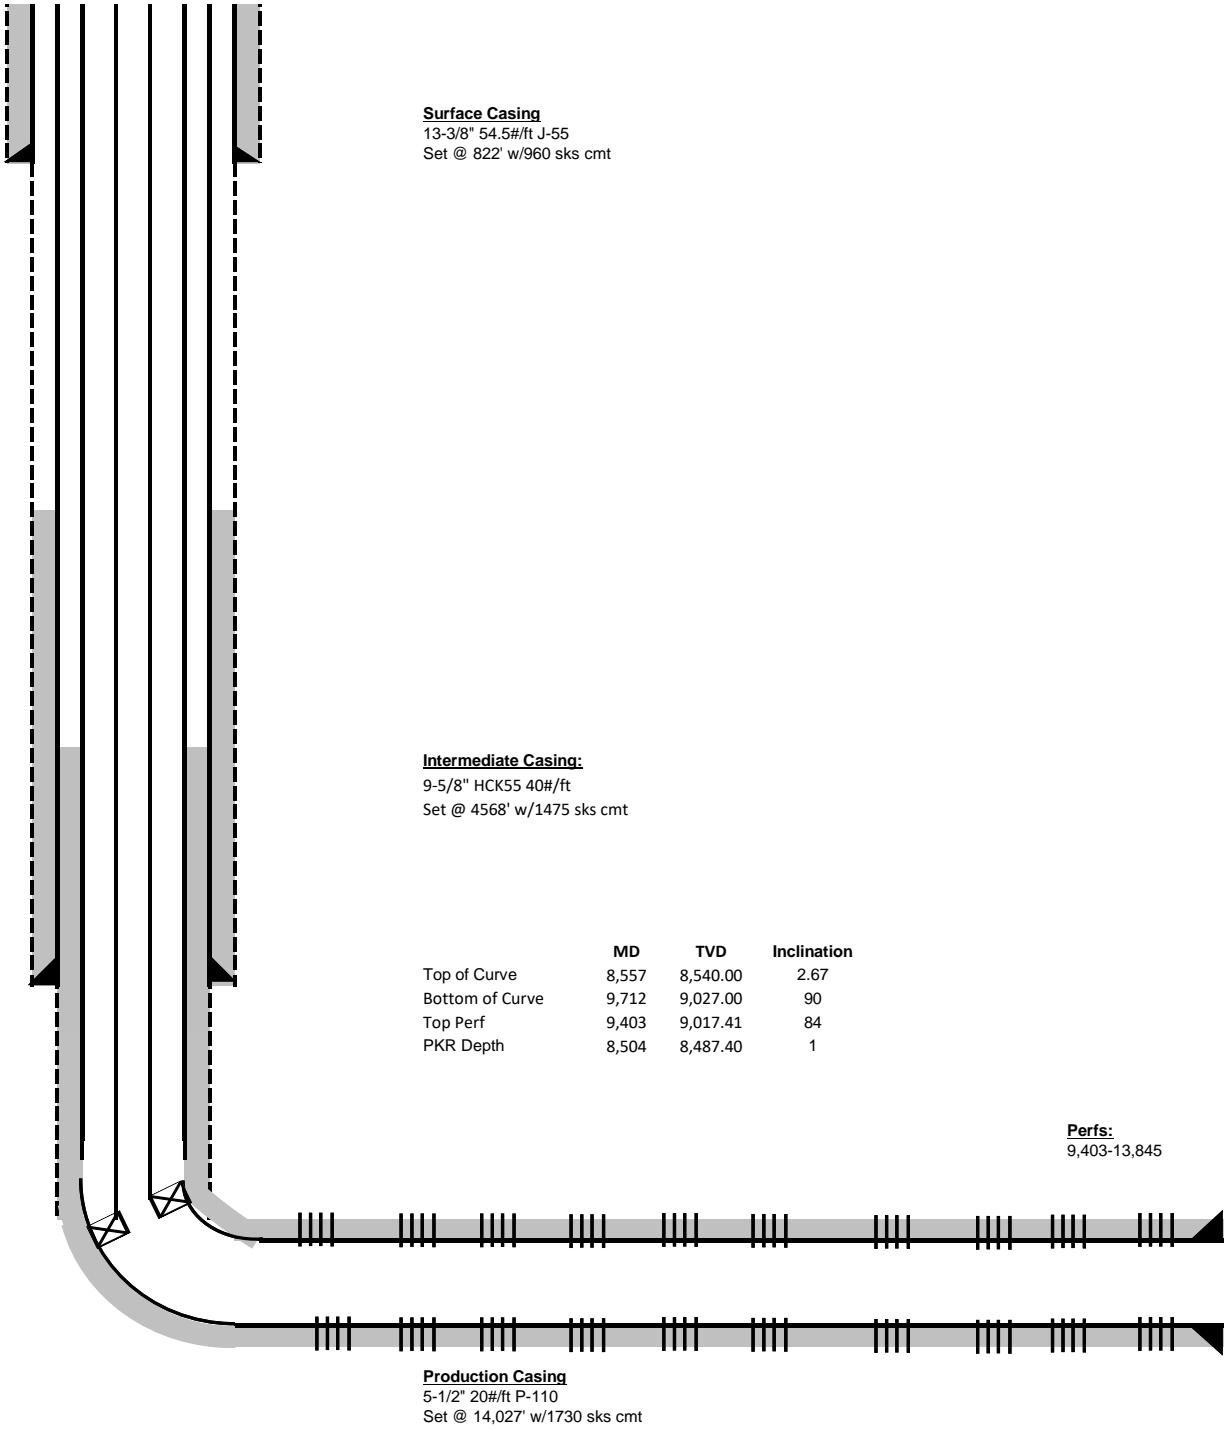 Surface Casing
13-3/8" 54.5#/ft J-55
Set @ 822' w/960 sks cmt
Intermediate Casing:
9-5/8" HCK55 40#/ft
Set @ 4568' w/1475 sks cmt
MD TVD Inclination
Top of Curve 8,557 8,540.00 2.67
Bottom of Curve 9,712 9,027.00 90
Top Perf 9,403 9,017.41 84
PKR Depth 8,504 8,487.40 1
Perfs:
9,403-13,845
Production Casing
5-1/2" 20#/ft P-110
Set @ 14,027' w/1730 sks cmt